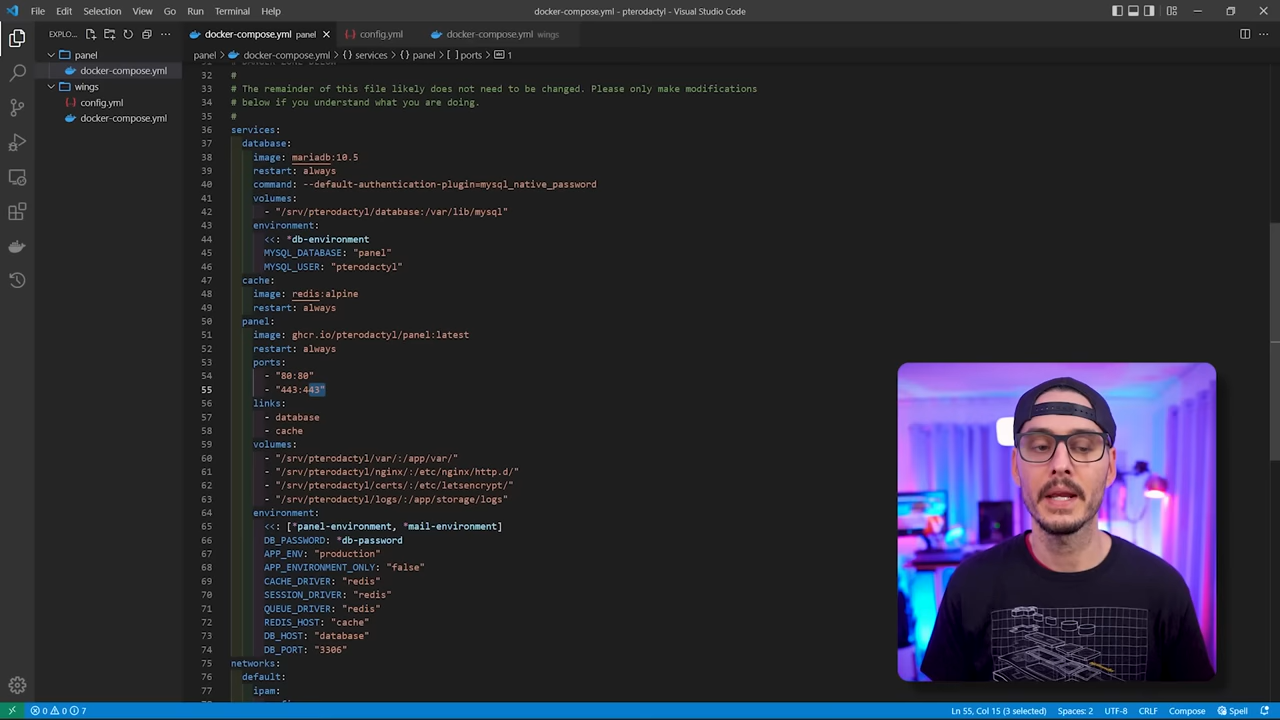 File Edit Selection View Go Run Terminal Help
docker-compose.yml - pterodactyl - Visual Studio Code
EXPLO...
docker-compose.yml panel
config.yml
docker-compose.yml wings
panel
docker-compose.yml
wings
config.yml
docker-compose.yml
panel > docker-compose.yml > {} services > {} panel > [ ] ports > 1
32 #
33 # The remainder of this file likely does not need to be changed. Please only make modifications
34 # below if you understand what you are doing.
35 #
36 services:
37 database:
38 image: mariadb:10.5
39 restart: always
40 command: --default-authentication-plugin=mysql_native_password
41 volumes:
42 - "/srv/pterodactyl/database:/var/lib/mysql"
43 environment:
44 <<: *db-environment
45 MYSQL_DATABASE: "panel"
46 MYSQL_USER: "pterodactyl"
47 cache:
48 image: redis:alpine
49 restart: always
50 panel:
51 image: ghcr.io/pterodactyl/panel:latest
52 restart: always
53 ports:
54 - "80:80"
55 - "443:443"
56 links:
57 - database
58 - cache
59 volumes:
60 - "/srv/pterodactyl/var/:/app/var/"
61 - "/srv/pterodactyl/nginx/:/etc/nginx/http.d/"
62 - "/srv/pterodactyl/certs/:/etc/letsencrypt/"
63 - "/srv/pterodactyl/logs/:/app/storage/logs"
64 environment:
65 <<: [*panel-environment, *mail-environment]
66 DB_PASSWORD: *db-password
67 APP_ENV: "production"
68 APP_ENVIRONMENT_ONLY: "false"
69 CACHE_DRIVER: "redis"
70 SESSION_DRIVER: "redis"
71 QUEUE_DRIVER: "redis"
72 REDIS_HOST: "cache"
73 DB_HOST: "database"
74 DB_PORT: "3306"
75 networks:
76 default:
77 ipam:
0 0 7
Ln 55, Col 15 (3 selected) Spaces: 2 UTF-8 CRLF Compose Spell